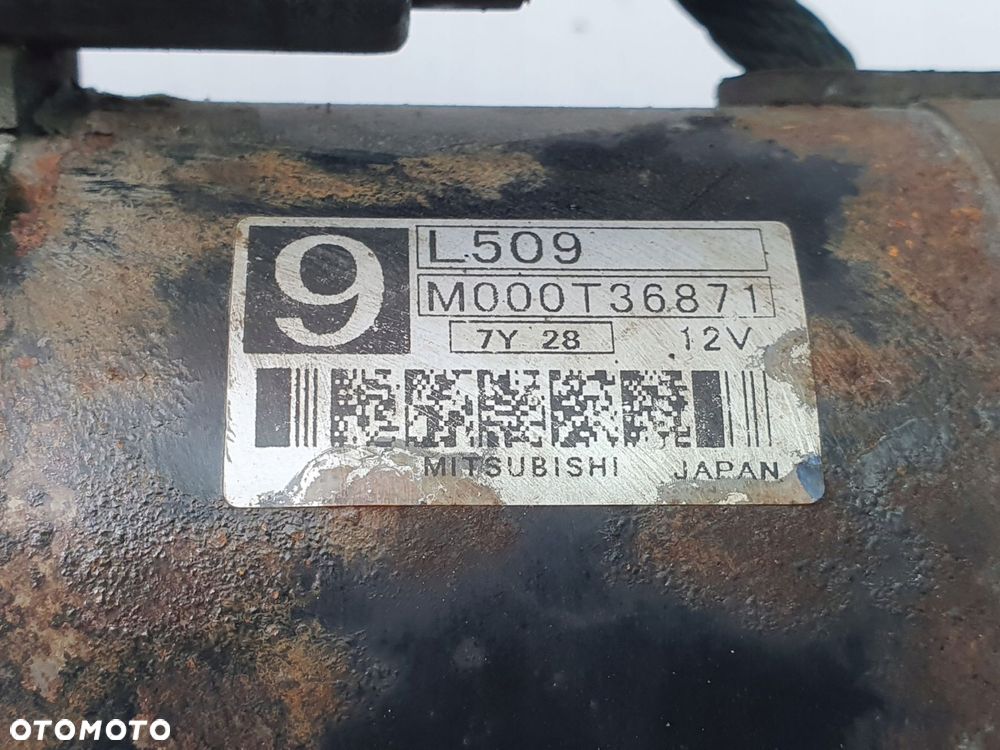 9
L509
M000T36871
7Y 28
12V
MITSUBISHI JAPAN
OTOMOTO